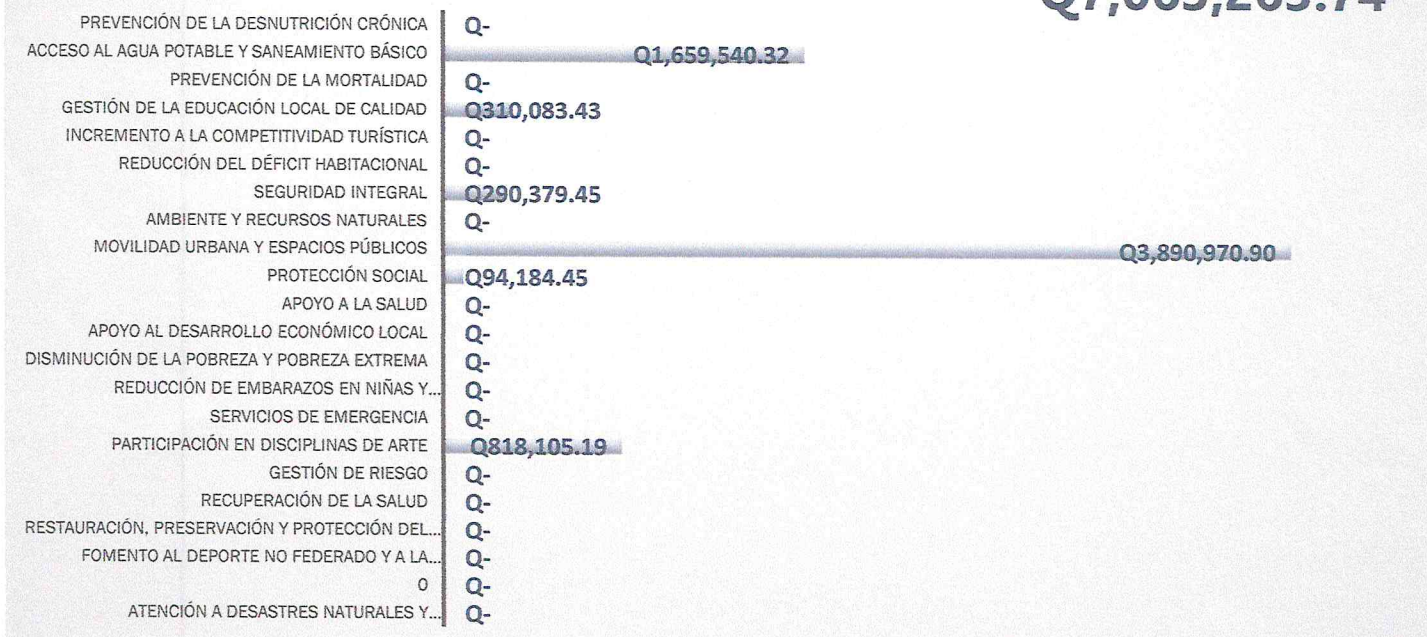 Q7,063,263.74
PREVENCIÓN DE LA DESNUTRICIÓN CRÓNICA Q-
ACCESO AL AGUA POTABLE Y SANEAMIENTO BÁSICO Q1,659,540.32
PREVENCIÓN DE LA MORTALIDAD Q-
GESTIÓN DE LA EDUCACIÓN LOCAL DE CALIDAD Q310,083.43
INCREMENTO A LA COMPETITIVIDAD TURÍSTICA Q-
REDUCCIÓN DEL DÉFICIT HABITACIONAL Q-
SEGURIDAD INTEGRAL Q290,379.45
AMBIENTE Y RECURSOS NATURALES Q-
MOVILIDAD URBANA Y ESPACIOS PÚBLICOS Q3,890,970.90
PROTECCIÓN SOCIAL Q94,184.45
APOYO A LA SALUD Q-
APOYO AL DESARROLLO ECONÓMICO LOCAL Q-
DISMINUCIÓN DE LA POBREZA Y POBREZA EXTREMA Q-
REDUCCIÓN DE EMBARAZOS EN NIÑAS Y... Q-
SERVICIOS DE EMERGENCIA Q-
PARTICIPACIÓN EN DISCIPLINAS DE ARTE Q818,105.19
GESTIÓN DE RIESGO Q-
RECUPERACIÓN DE LA SALUD Q-
RESTAURACIÓN, PRESERVACIÓN Y PROTECCIÓN DEL... Q-
FOMENTO AL DEPORTE NO FEDERADO Y A LA... Q-
0 Q-
ATENCIÓN A DESASTRES NATURALES Y... Q-